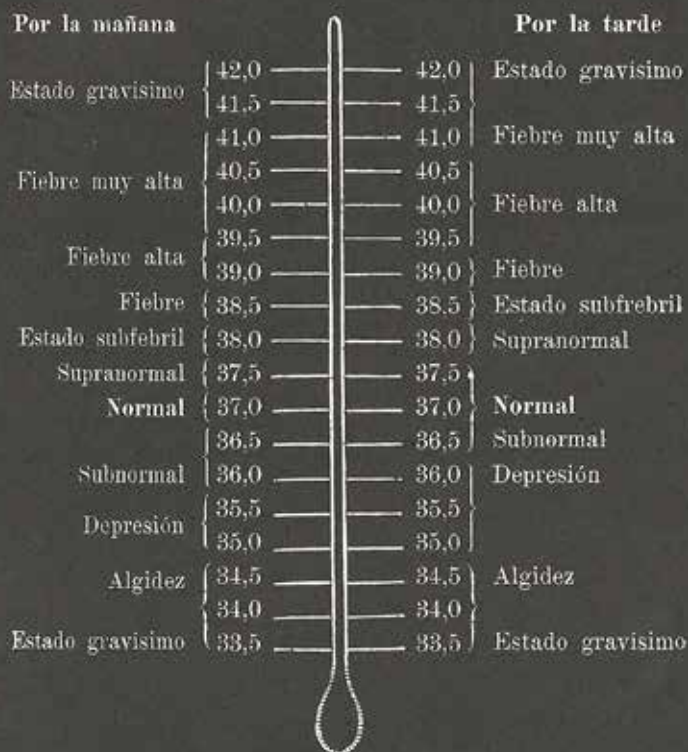 Por la mañana Por la tarde
42,0 42,0 Estado gravisimo
Estado gravisimo 41,5 41,5
41,0 41,0 Fiebre muy alta
40,5 40,5
Fiebre muy alta
40,0 40,0 Fiebre alta
39,5 39,5
Fiebre alta
39,0 39,0 Fiebre
Fiebre 38,5 38.5 Estado subfrebril
Estado subfebril 38,0 38,0 Supranormal
Supranormal 37,5 37,5
Normal 37,0 37,0 Normal
36,5 36,5 Subnormal
Subnormal 36,0 36,0 Depresión
35,5 35,5
Depresión
35,0 35,0
Algidez 34,5 34,5 Algidez
34,0 34,0
Estado gravisimo 33,5 33,5 Estado gravisimo